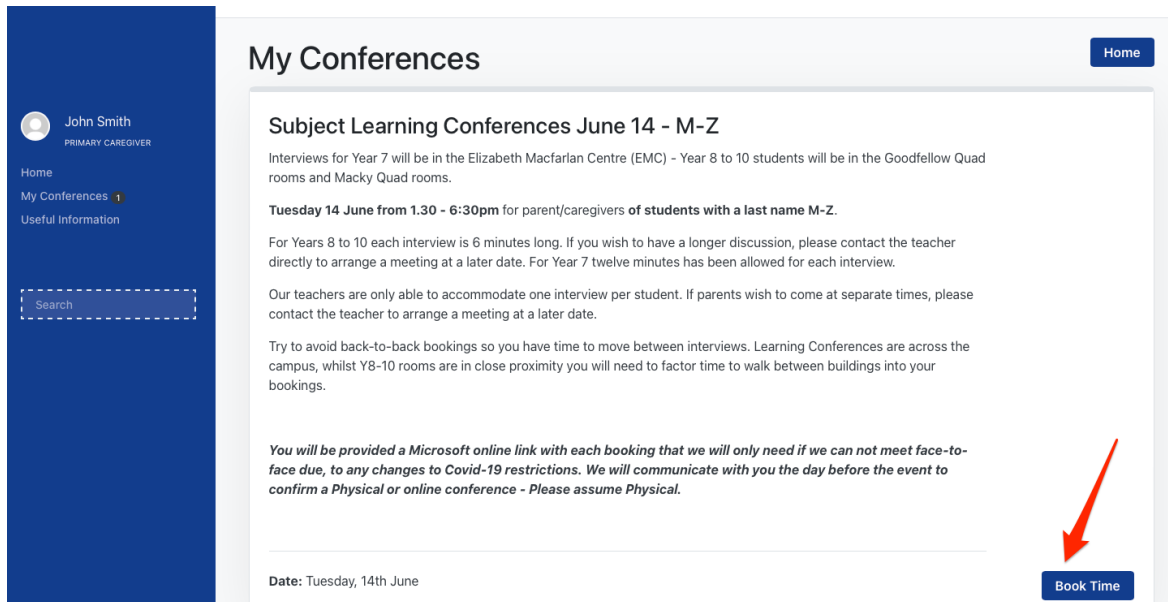 My Conferences
Home
John Smith
PRIMARY CAREGIVER
Home
My Conferences 1
Useful Information
Search
Subject Learning Conferences June 14 - M-Z
Interviews for Year 7 will be in the Elizabeth Macfarlan Centre (EMC) - Year 8 to 10 students will be in the Goodfellow Quad
rooms and Macky Quad rooms.
Tuesday 14 June from 1.30 - 6:30pm for parent/caregivers of students with a last name M-Z.
For Years 8 to 10 each interview is 6 minutes long. If you wish to have a longer discussion, please contact the teacher
directly to arrange a meeting at a later date. For Year 7 twelve minutes has been allowed for each interview.
Our teachers are only able to accommodate one interview per student. If parents wish to come at separate times, please
contact the teacher to arrange a meeting at a later date.
Try to avoid back-to-back bookings so you have time to move between interviews. Learning Conferences are across the
campus, whilst Y8-10 rooms are in close proximity you will need to factor time to walk between buildings into your
bookings.
You will be provided a Microsoft online link with each booking that we will only need if we can not meet face-to-
face due, to any changes to Covid-19 restrictions. We will communicate with you the day before the event to
confirm a Physical or online conference - Please assume Physical.
Date: Tuesday, 14th June
Book Time